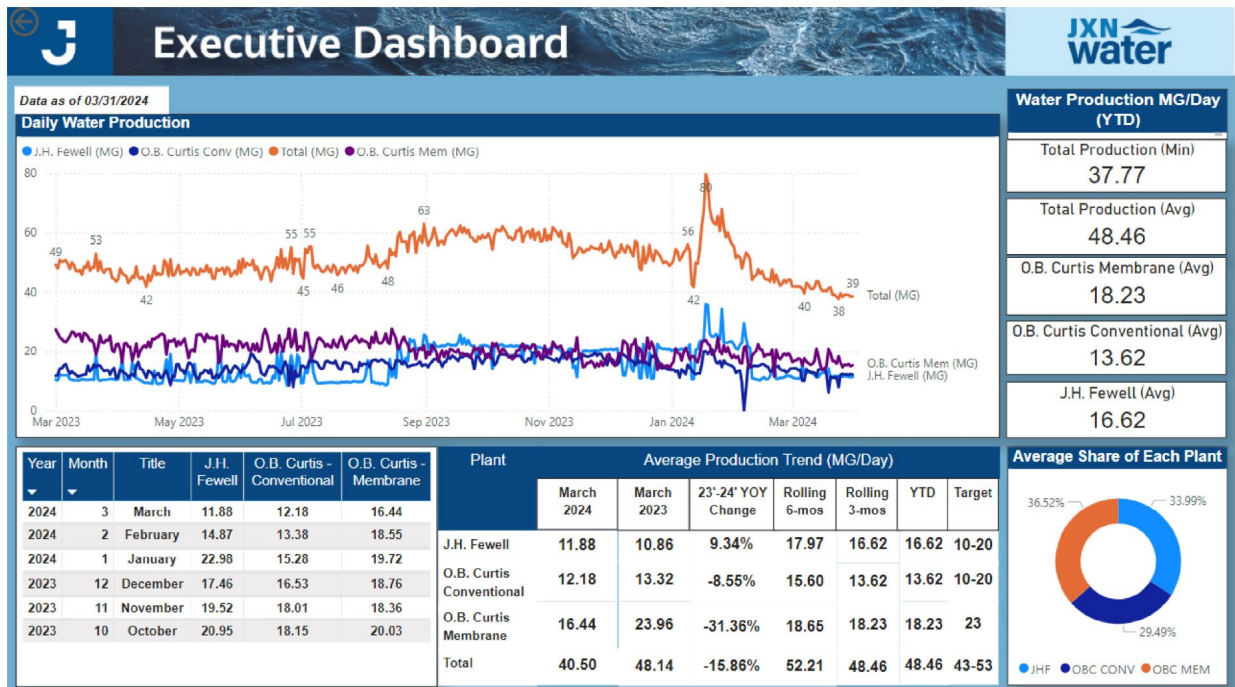 J
Executive Dashboard
JXN
water
Data as of 03/31/2024
Daily Water Production
J.H. Fewell (MG) O.B. Curtis Conv (MG) Total (MG) O.B. Curtis Mem (MG)
80
60
40
20
0
49
53
42
55
55
45
46
48
63
56
42
80
40
38
39
Total (MG)
O.B. Curtis Mem (MG)
J.H. Fewell (MG)
Mar 2023 May 2023 Jul 2023 Sep 2023 Nov 2023 Jan 2024 Mar 2024
Water Production MG/Day
(YTD)
Total Production (Min)
37.77
Total Production (Avg)
48.46
O.B. Curtis Membrane (Avg)
18.23
O.B. Curtis Conventional (Avg)
13.62
J.H. Fewell (Avg)
16.62
Year Month Title J.H. O.B. Curtis - O.B. Curtis -
Fewell Conventional Membrane
2024 3 March 11.88 12.18 16.44
2024 2 February 14.87 13.38 18.55
2024 1 January 22.98 15.28 19.72
2023 12 December 17.46 16.53 18.76
2023 11 November 19.52 18.01 18.36
2023 10 October 20.95 18.15 20.03
Plant Average Production Trend (MG/Day)
March March 23'-24' YOY Rolling Rolling YTD Target
2024 2023 Change 6-mos 3-mos
J.H. Fewell 11.88 10.86 9.34% 17.97 16.62 16.62 10-20
O.B. Curtis
Conventional 12.18 13.32 -8.55% 15.60 13.62 13.62 10-20
O.B. Curtis
Membrane 16.44 23.96 -31.36% 18.65 18.23 18.23 23
Total 40.50 48.14 -15.86% 52.21 48.46 48.46 43-53
Average Share of Each Plant
36.52%
33.99%
29.49%
JHF OBC CONV OBC MEM